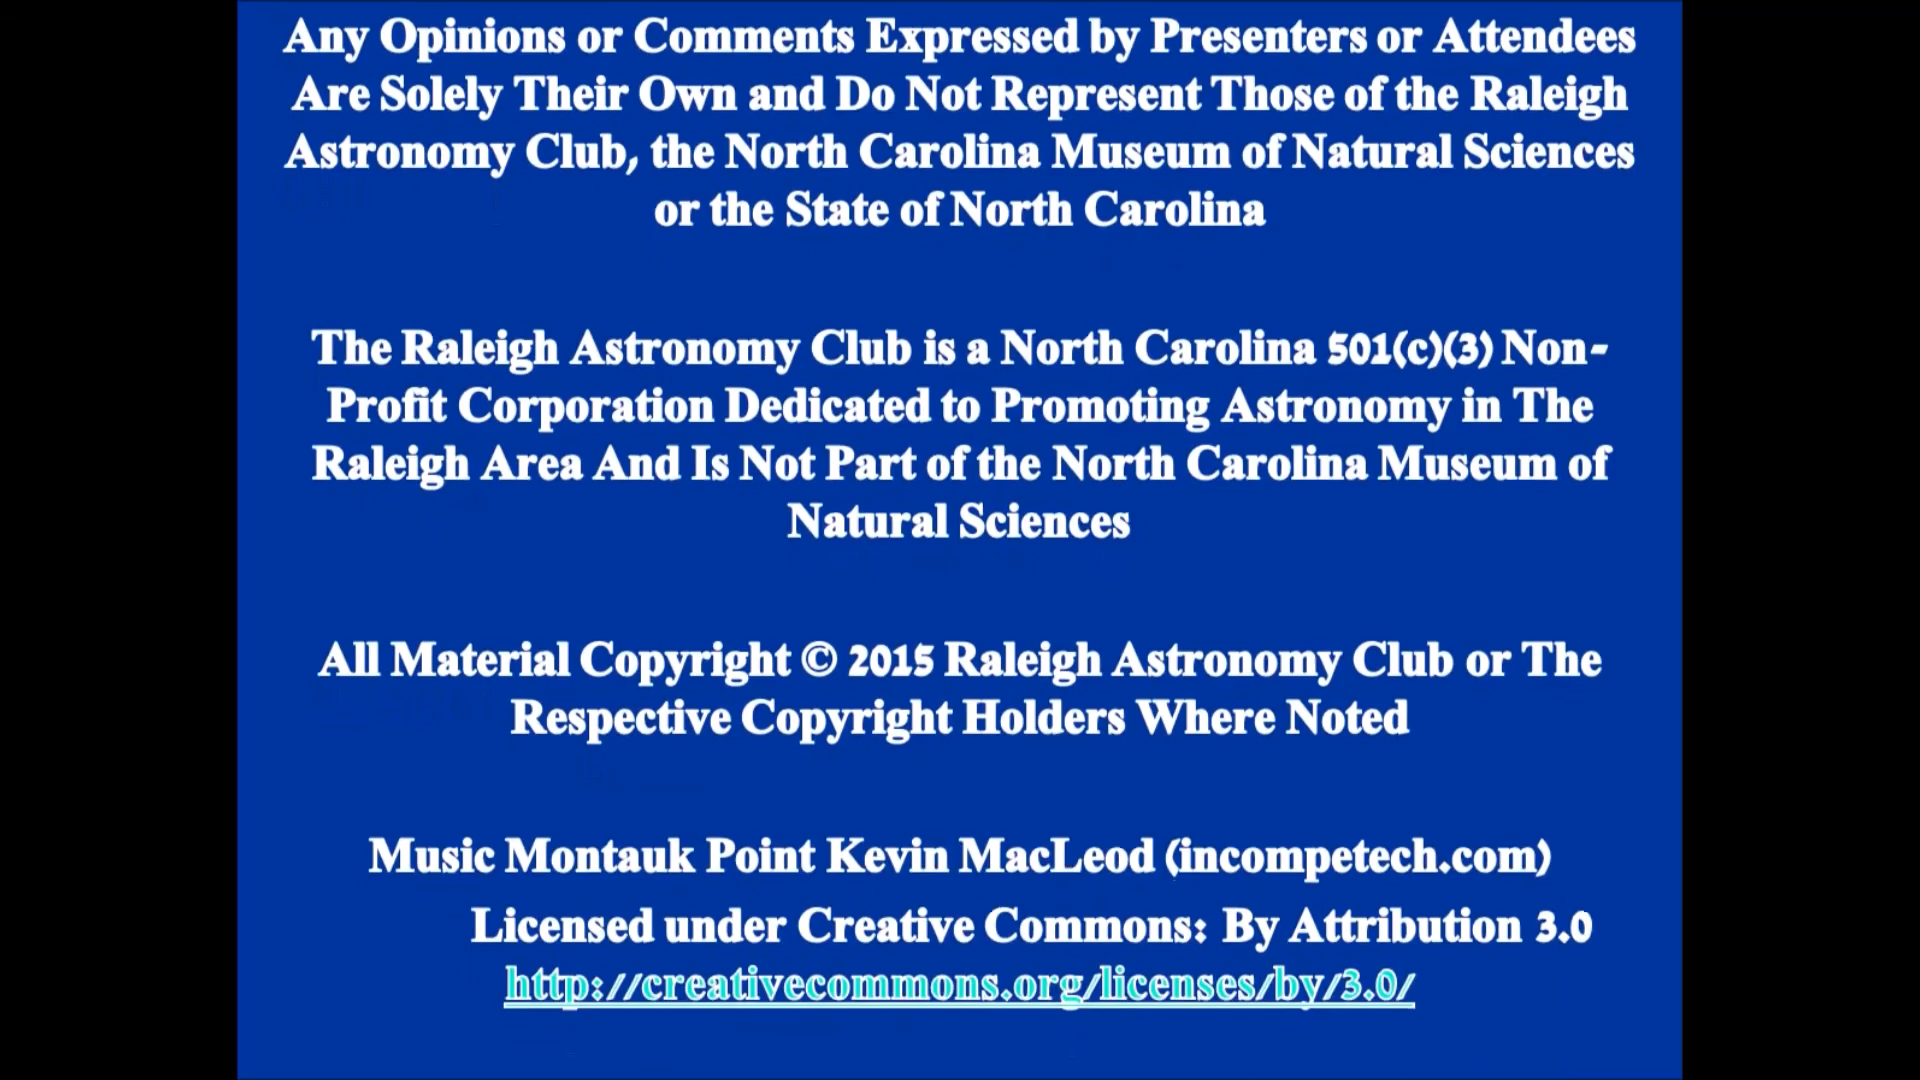 Any Opinions or Comments Expressed by Presenters or Attendees
Are Solely Their Own and Do Not Represent Those of the Raleigh
Astronomy Club, the North Carolina Museum of Natural Sciences
or the State of North Carolina
The Raleigh Astronomy Club is a North Carolina 501(c)(3) Non-
Profit Corporation Dedicated to Promoting Astronomy in The
Raleigh Area And Is Not Part of the North Carolina Museum of
Natural Sciences
All Material Copyright © 2015 Raleigh Astronomy Club or The
Respective Copyright Holders Where Noted
Music Montauk Point Kevin MacLeod (incompetech.com)
Licensed under Creative Commons: By Attribution 3.0
http://creativecommons.org/licenses/by/3.0/